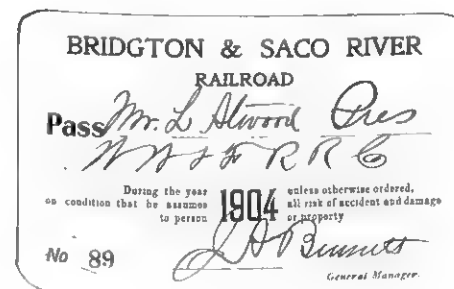 BRIDGTON & SACO RIVER
RAILROAD
Pass Mr. L Atwood Pres
W W & F R R Co
During the year 1904 unless otherwise ordered,
on condition that he assumes all risk of accident and damage
to person or property
J A Bennett
No 89
General Manager.